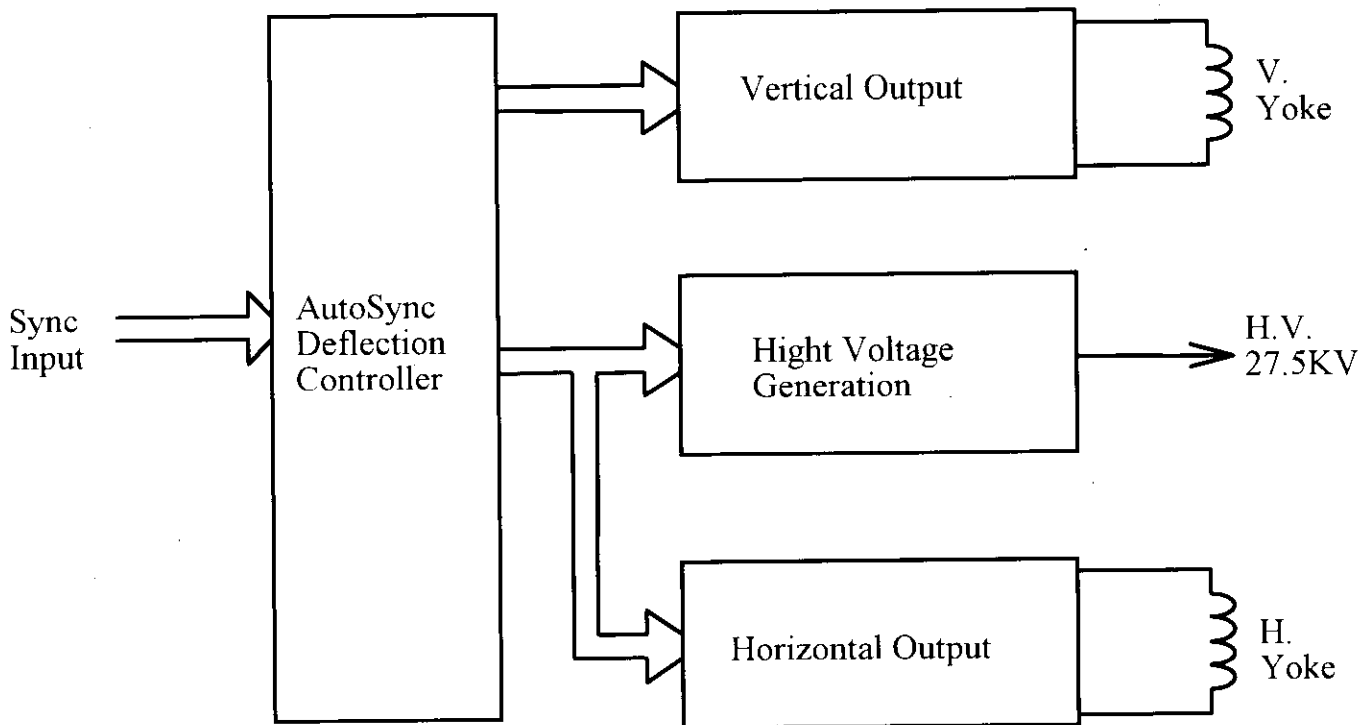 Sync
Input
AutoSync
Deflection
Controller
Vertical Output
V.
Yoke
Hight Voltage
Generation
H.V.
27.5KV
Horizontal Output
H.
Yoke